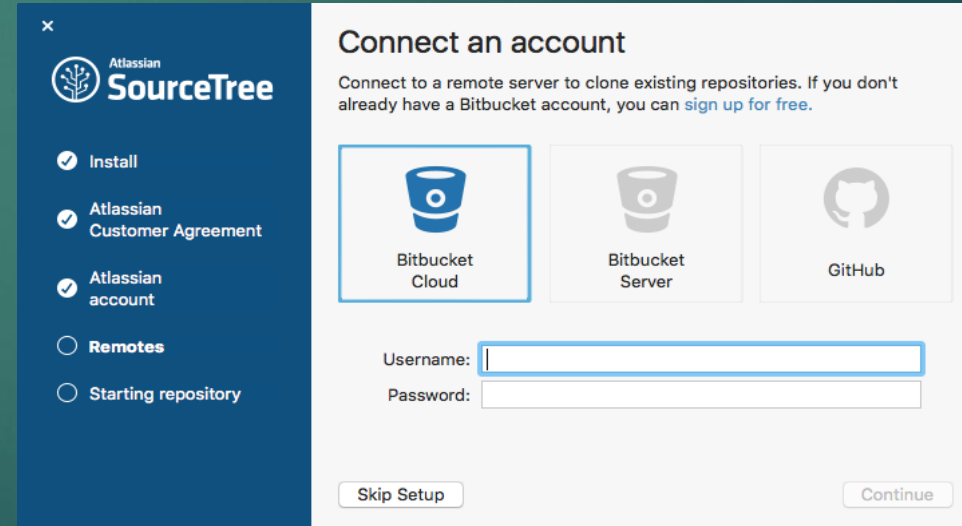 Atlassian
SourceTree
Install
Atlassian
Customer Agreement
Atlassian
account
Remotes
Starting repository
Connect an account
Connect to a remote server to clone existing repositories. If you don't
already have a Bitbucket account, you can sign up for free.
Bitbucket
Cloud
Bitbucket
Server
GitHub
Username:
Password:
Skip Setup
Continue